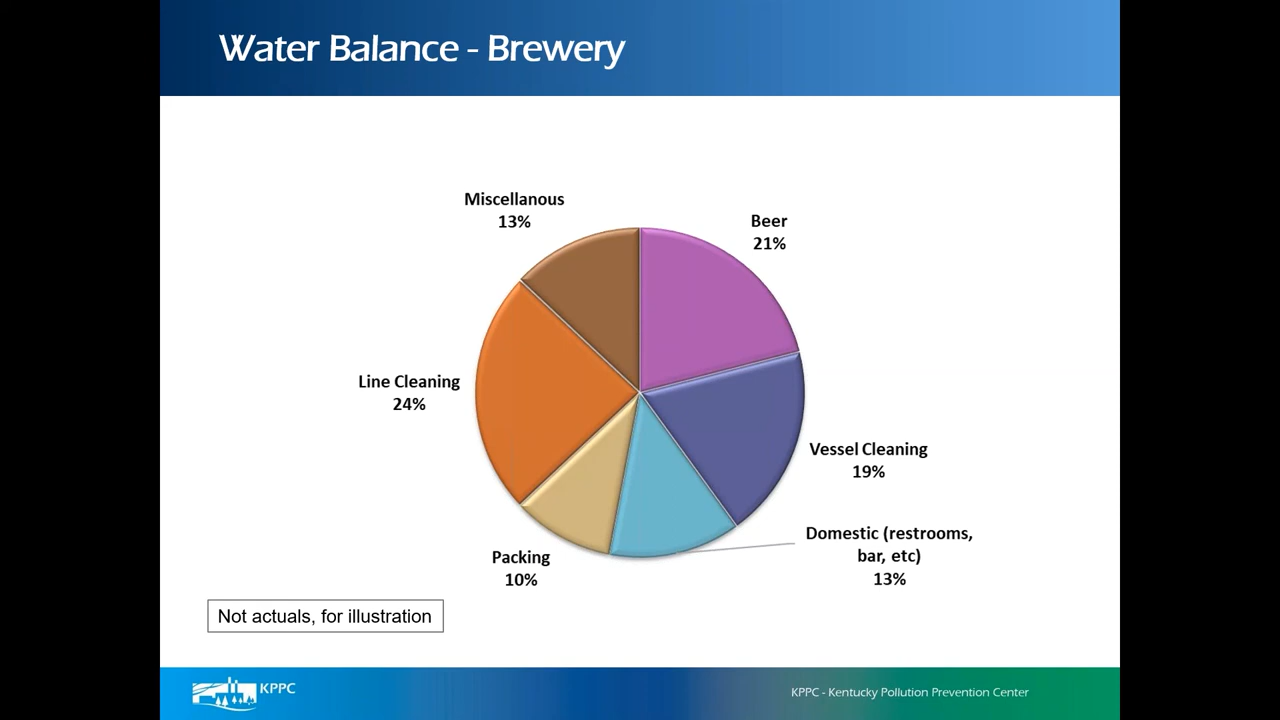 Water Balance - Brewery
Miscellanous
13%
Beer
21%
Line Cleaning
24%
Vessel Cleaning
19%
Domestic (restrooms,
bar, etc)
13%
Packing
10%
Not actuals, for illustration
KPPC
KPPC - Kentucky Pollution Prevention Center